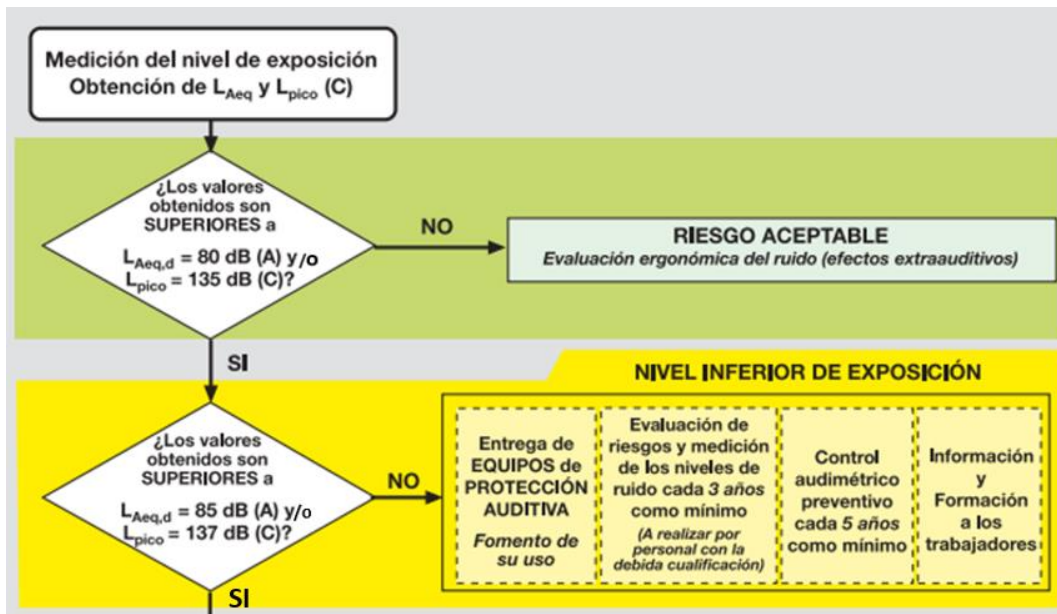 Medición del nivel de exposición
Obtención de LAeq y Lpico (C)
¿Los valores
obtenidos son
SUPERIORES a
LAeq,d = 80 dB (A) y/o
Lpico = 135 dB (C)?
NO
RIESGO ACEPTABLE
Evaluación ergonómica del ruido (efectos extraauditivos)
SI
NIVEL INFERIOR DE EXPOSICIÓN
¿Los valores
obtenidos son
SUPERIORES a
LAeq,d = 85 dB (A) y/o
Lpico = 137 dB (C)?
NO
Entrega de
EQUIPOS de
PROTECCIÓN
AUDITIVA
Fomento de
su uso
Evaluación de
riesgos y medición
de los niveles de
ruido cada 3 años
como mínimo
(A realizar por
personal con la
debida cualificación)
Control
audimétrico
preventivo
cada 5 años
como mínimo
Información
y
Formación
a los
trabajadores
SI